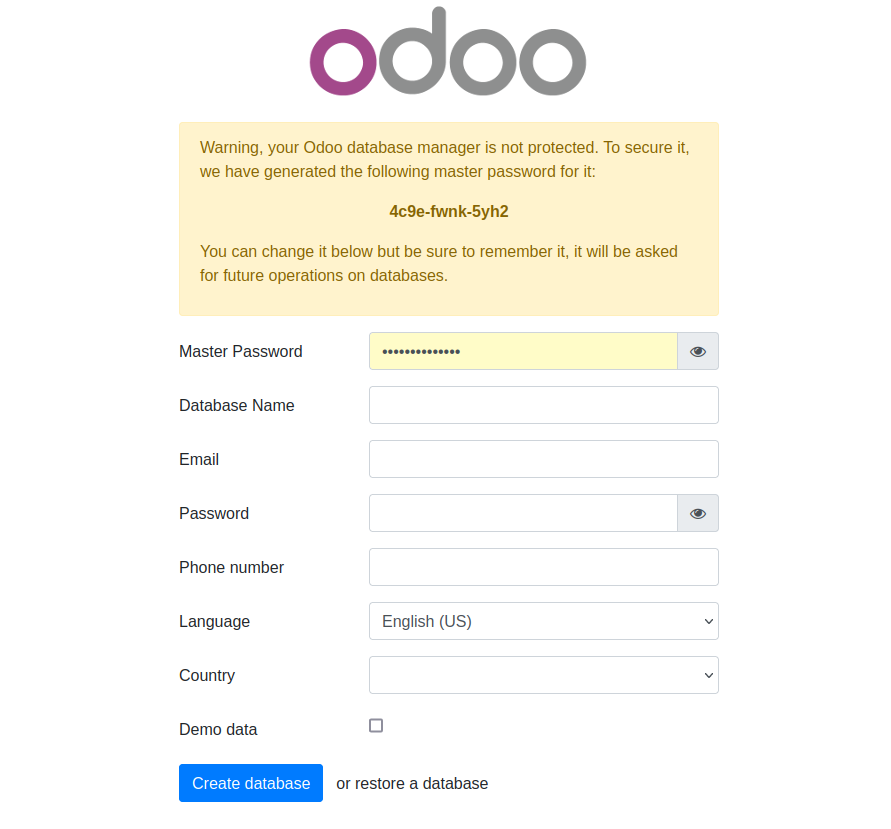 odoo
Warning, your Odoo database manager is not protected. To secure it,
we have generated the following master password for it:
4c9e-fwnk-5yh2
You can change it below but be sure to remember it, it will be asked
for future operations on databases.
Master Password ••••••••••••••
Database Name
Email
Password
Phone number
Language English (US)
Country
Demo data
Create database or restore a database